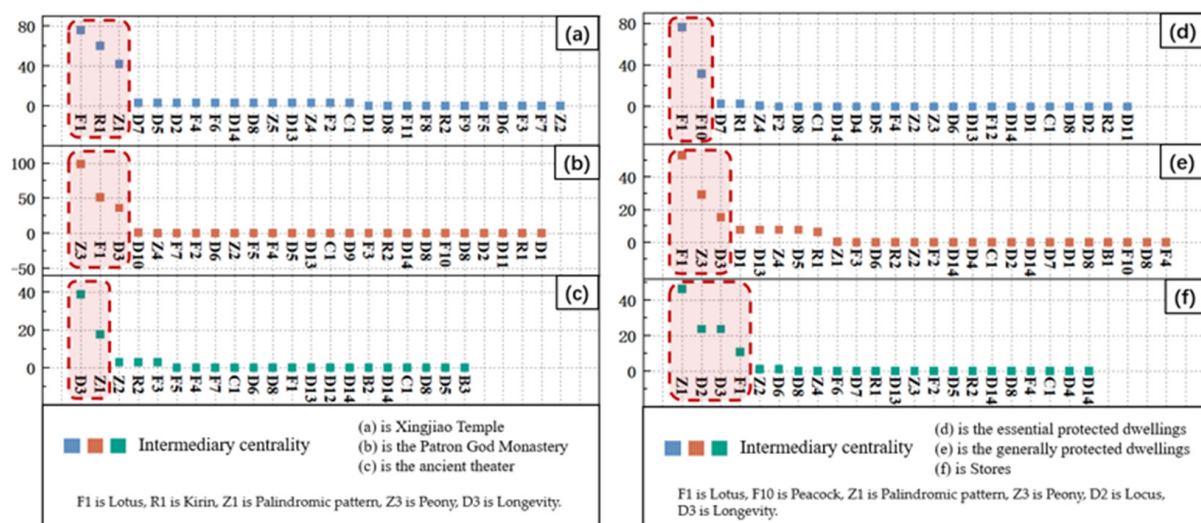 80
40
0
(a)
F1 R1 Z1 D7 D5 D2 F4 F6 D14 D8 Z5 D13 Z4 F2 C1 D1 D8 F11 F8 R2 F9 F5 D6 F3 F7 Z2
100
50
0
−50
(b)
Z3 F1 D3 D10 Z4 F7 F2 D6 Z2 F5 F4 D5 D13 C1 D9 F3 R2 D14 D8 F10 D8 D2 D11 R1 D1
40
20
0
(c)
D3 Z1 Z2 R2 F3 F5 F4 F7 C1 D6 D8 F1 D13 D12 D14 B2 D14 C1 D8 D5 B3
Intermediary centrality
(a) is Xingjiao Temple
(b) is the Patron God Monastery
(c) is the ancient theater
F1 is Lotus, R1 is Kirin, Z1 is Palindromic pattern, Z3 is Peony, D3 is Longevity.
80
40
0
(d)
F1 F10 D7 R1 Z4 F2 D8 C1 D14 D4 D5 F4 Z2 Z3 D6 D13 F12 D14 D1 C1 D8 D2 R2 D11
40
20
0
(e)
F1 Z3 D3 D1 D13 Z4 D5 R1 Z1 F3 D6 R2 Z2 F2 D14 D4 C1 D2 D14 D7 D1 D8 B1 F10 D8 F4
40
20
0
(f)
Z1 D2 D3 F1 Z2 D6 D8 Z4 F6 D7 R1 D13 Z3 F2 D5 R2 D14 D8 F4 C1 D4 D14
Intermediary centrality
(d) is the essential protected dwellings
(e) is the generally protected dwellings
(f) is Stores
F1 is Lotus, F10 is Peacock, Z1 is Palindromic pattern, Z3 is Peony, D2 is Locus,
D3 is Longevity.